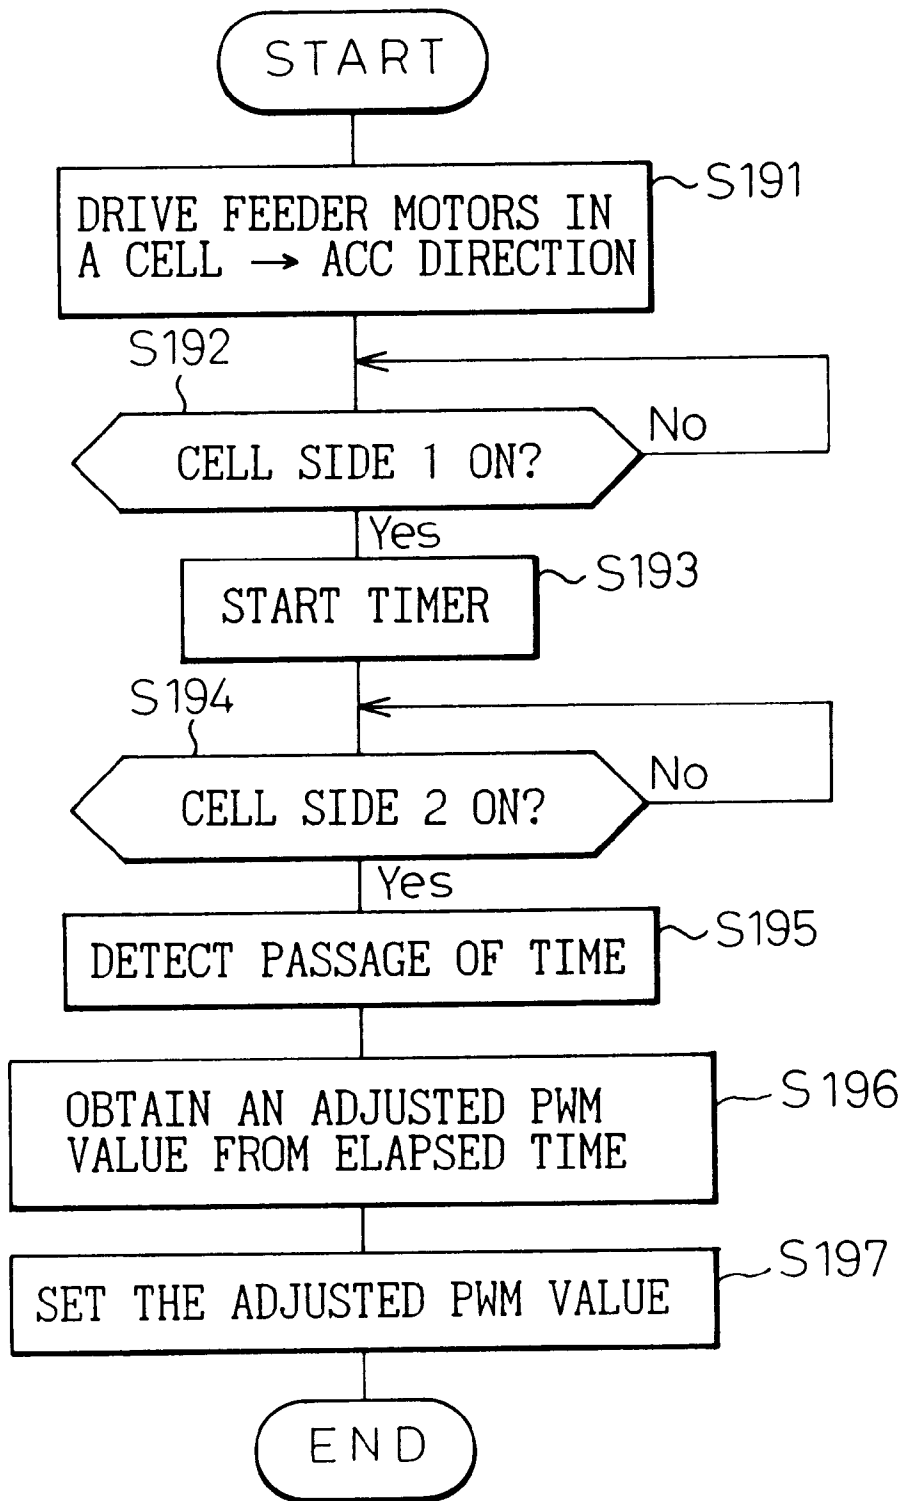 START
S191
DRIVE FEEDER MOTORS IN
A CELL → ACC DIRECTION
S192
CELL SIDE 1 ON?
No
Yes
S193
START TIMER
S194
CELL SIDE 2 ON?
No
Yes
S195
DETECT PASSAGE OF TIME
S196
OBTAIN AN ADJUSTED PWM
VALUE FROM ELAPSED TIME
S197
SET THE ADJUSTED PWM VALUE
END